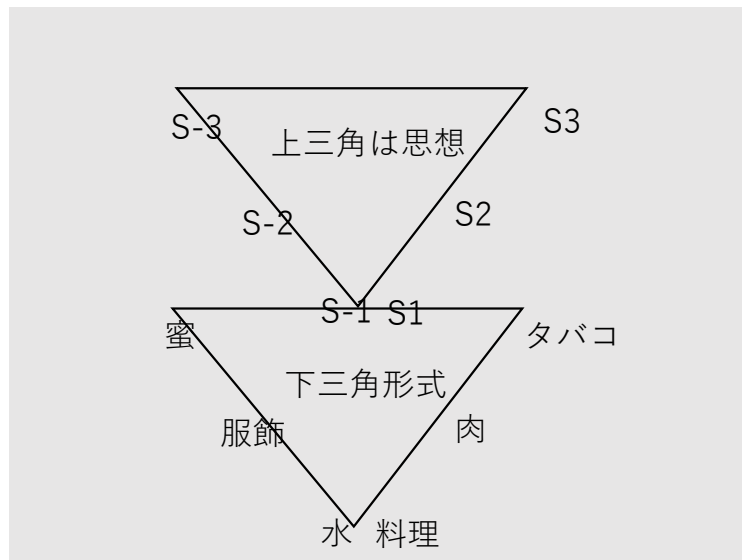 S-3
S3
上三角は思想
S-2
S2
S-1 S1
蜜
タバコ
下三角形式
服飾
肉
水 料理